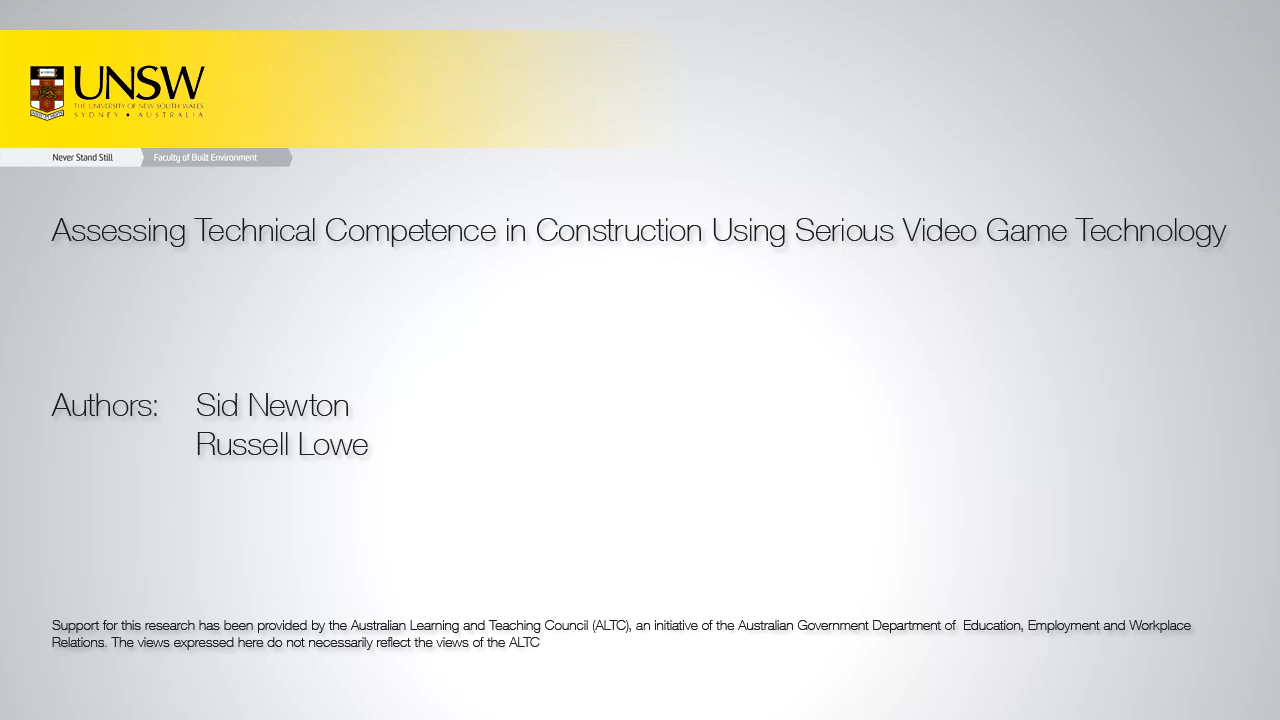 UNSW
THE UNIVERSITY OF NEW SOUTH WALES
SYDNEY • AUSTRALIA
Never Stand Still Faculty of Built Environment
Assessing Technical Competence in Construction Using Serious Video Game Technology
Authors: Sid Newton
Russell Lowe
Support for this research has been provided by the Australian Learning and Teaching Council (ALTC), an initiative of the Australian Government Department of Education, Employment and Workplace
Relations. The views expressed here do not necessarily reflect the views of the ALTC